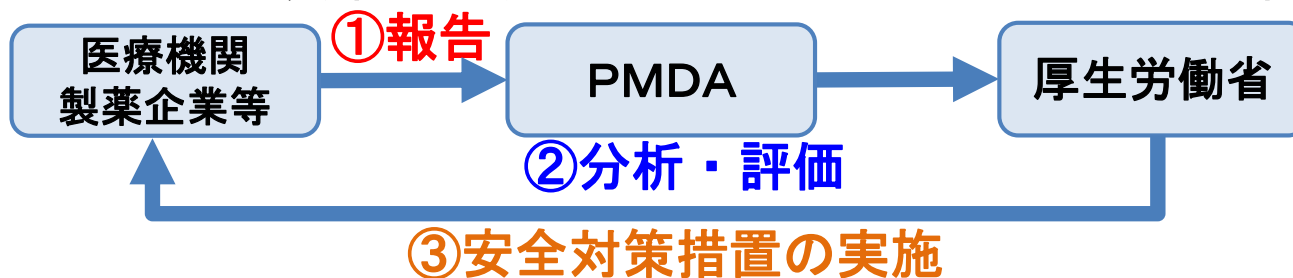 医療機関
製薬企業等
①報告
PMDA
厚生労働省
②分析・評価
③安全対策措置の実施